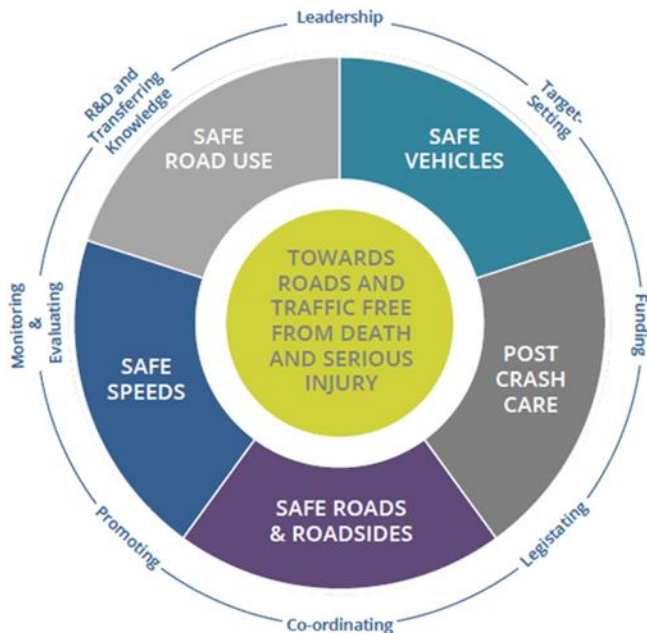 Leadership
R&D and
Transferring
Knowledge
Target-
Setting
SAFE
ROAD USE
SAFE
VEHICLES
TOWARDS
ROADS AND
TRAFFIC FREE
FROM DEATH
AND SERIOUS
INJURY
Monitoring
&
Evaluating
Funding
SAFE
SPEEDS
POST
CRASH
CARE
SAFE ROADS
& ROADSIDES
Promoting
Legistating
Co-ordinating